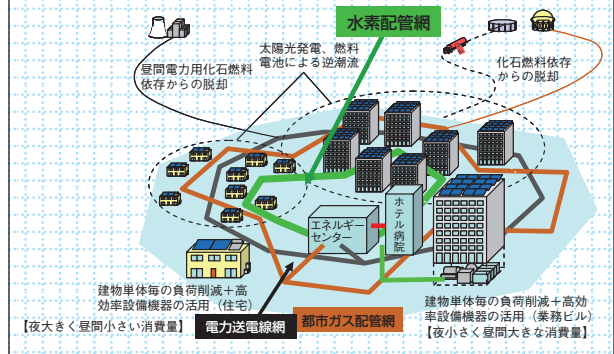 水素配管網
太陽光発電、燃料
電池による逆潮流
昼間電力用化石燃料
依存からの脱却
化石燃料依存
からの脱却
エネルギー
センター
ホテル
病院
建物単体毎の負荷削減＋高
効率設備機器の活用（住宅）
【夜大きく昼間小さい消費量】
電力送電線網
都市ガス配管網
建物単体毎の負荷削減＋高効
率設備機器の活用（業務ビル）
【夜小さく昼間大きな消費量】